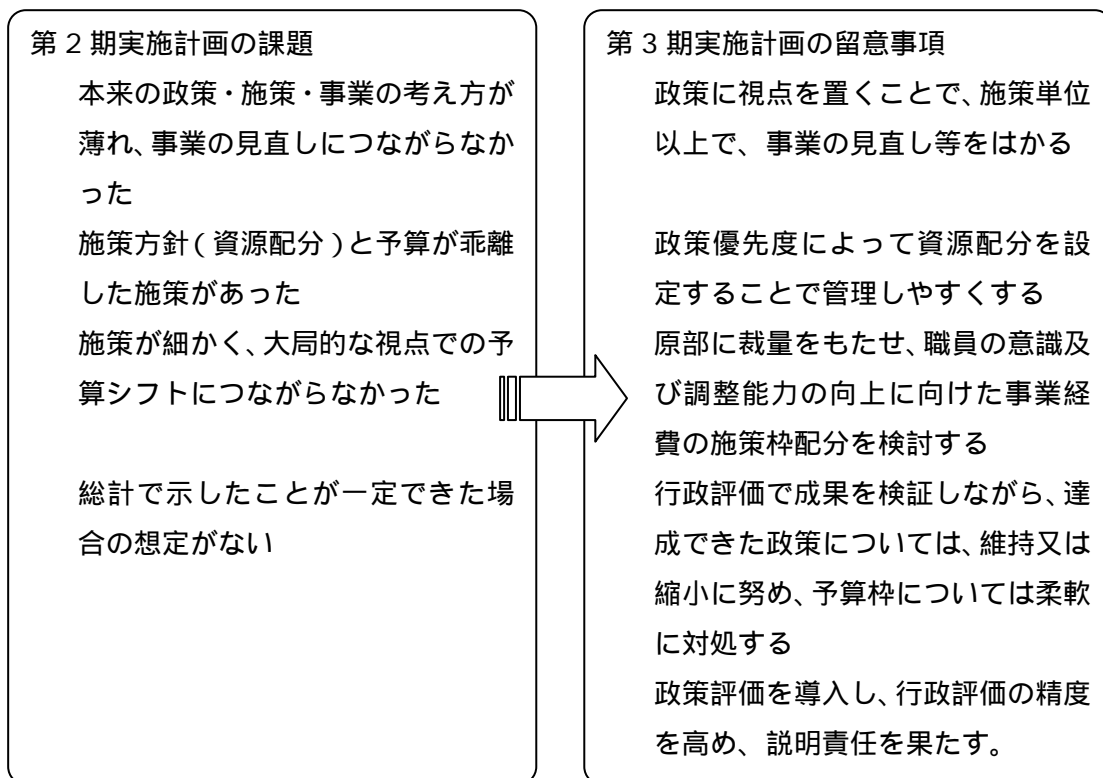 第２期実施計画の課題
本来の政策・施策・事業の考え方が
薄れ、事業の見直しにつながらなか
った
施策方針（資源配分）と予算が乖離
した施策があった
施策が細かく、大局的な視点での予
算シフトにつながらなかった
総計で示したことが一定できた場
合の想定がない
第３期実施計画の留意事項
政策に視点を置くことで、施策単位
以上で、事業の見直し等をはかる
政策優先度によって資源配分を設
定することで管理しやすくする
原部に裁量をもたせ、職員の意識及
び調整能力の向上に向けた事業経
費の施策枠配分を検討する
行政評価で成果を検証しながら、達
成できた政策については、維持又は
縮小に努め、予算枠については柔軟
に対処する
政策評価を導入し、行政評価の精度
を高め、説明責任を果たす。